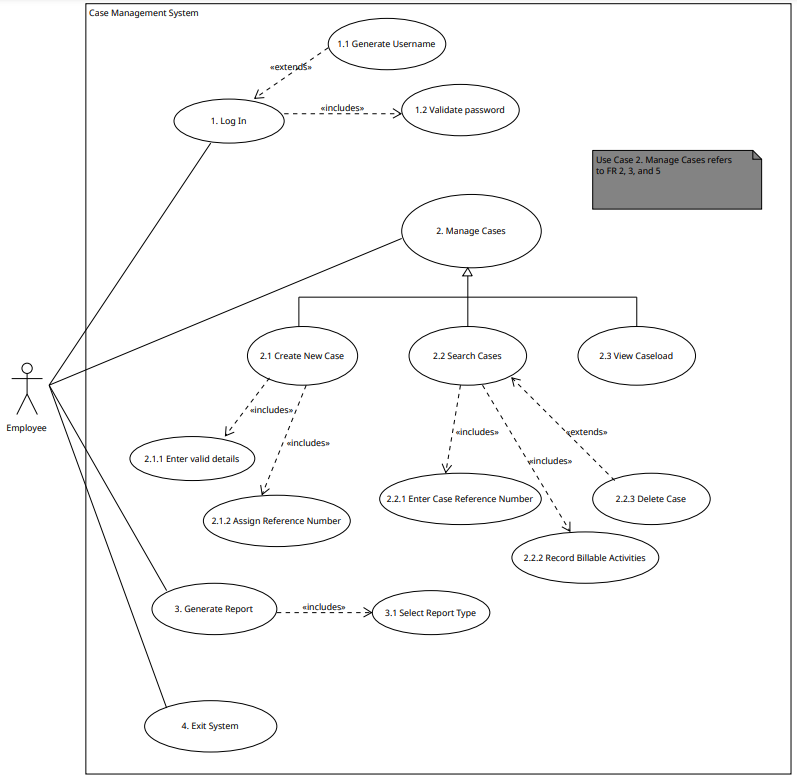 Case Management System
1.1 Generate Username
«extends»
1. Log In
«includes»
1.2 Validate password
Use Case 2. Manage Cases refers
to FR 2, 3, and 5
2. Manage Cases
2.1 Create New Case
2.2 Search Cases
2.3 View Caseload
Employee
«includes»
«includes»
«includes»
«includes»
«extends»
2.1.1 Enter valid details
2.1.2 Assign Reference Number
2.2.1 Enter Case Reference Number
2.2.3 Delete Case
2.2.2 Record Billable Activities
3. Generate Report
«includes»
3.1 Select Report Type
4. Exit System